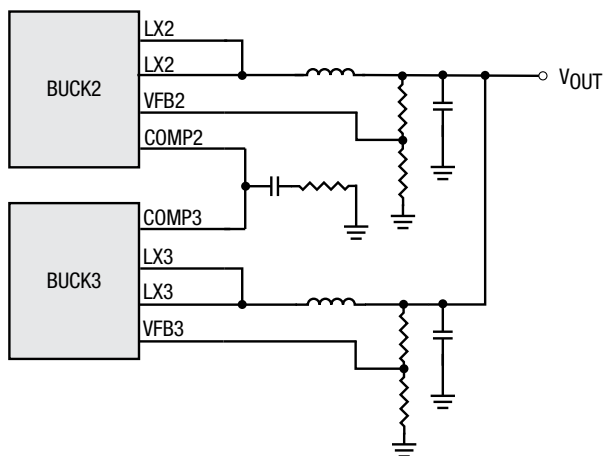 LX2
LX2
BUCK2
VFB2
COMP2
VOUT
COMP3
LX3
BUCK3
LX3
VFB3